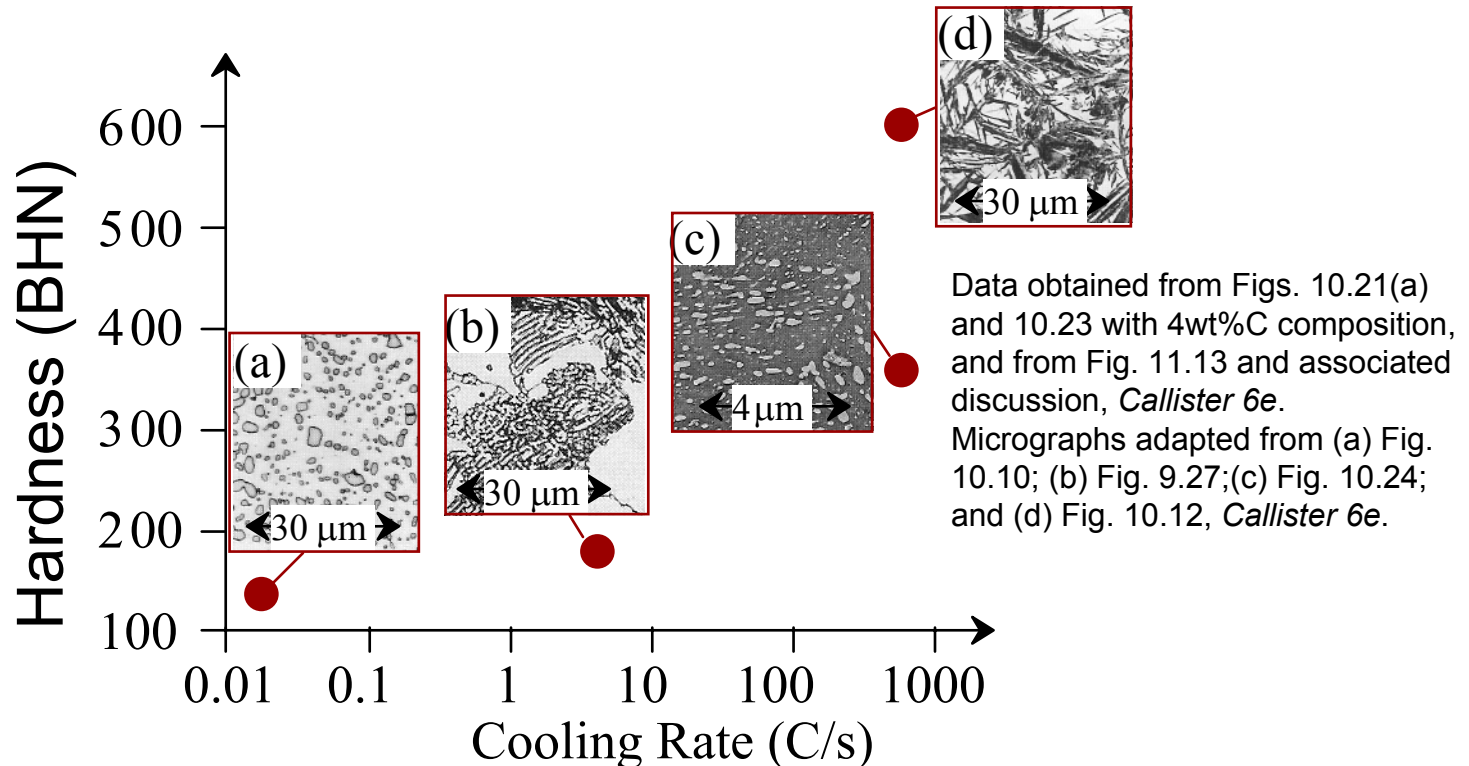 Hardness (BHN)
600
500
400
300
200
100
(a)
30 μm
(b)
30 μm
(c)
4 μm
(d)
30 μm
0.01 0.1 1 10 100 1000
Cooling Rate (C/s)
Data obtained from Figs. 10.21(a)
and 10.23 with 4wt%C composition,
and from Fig. 11.13 and associated
discussion, Callister 6e.
Micrographs adapted from (a) Fig.
10.10; (b) Fig. 9.27;(c) Fig. 10.24;
and (d) Fig. 10.12, Callister 6e.